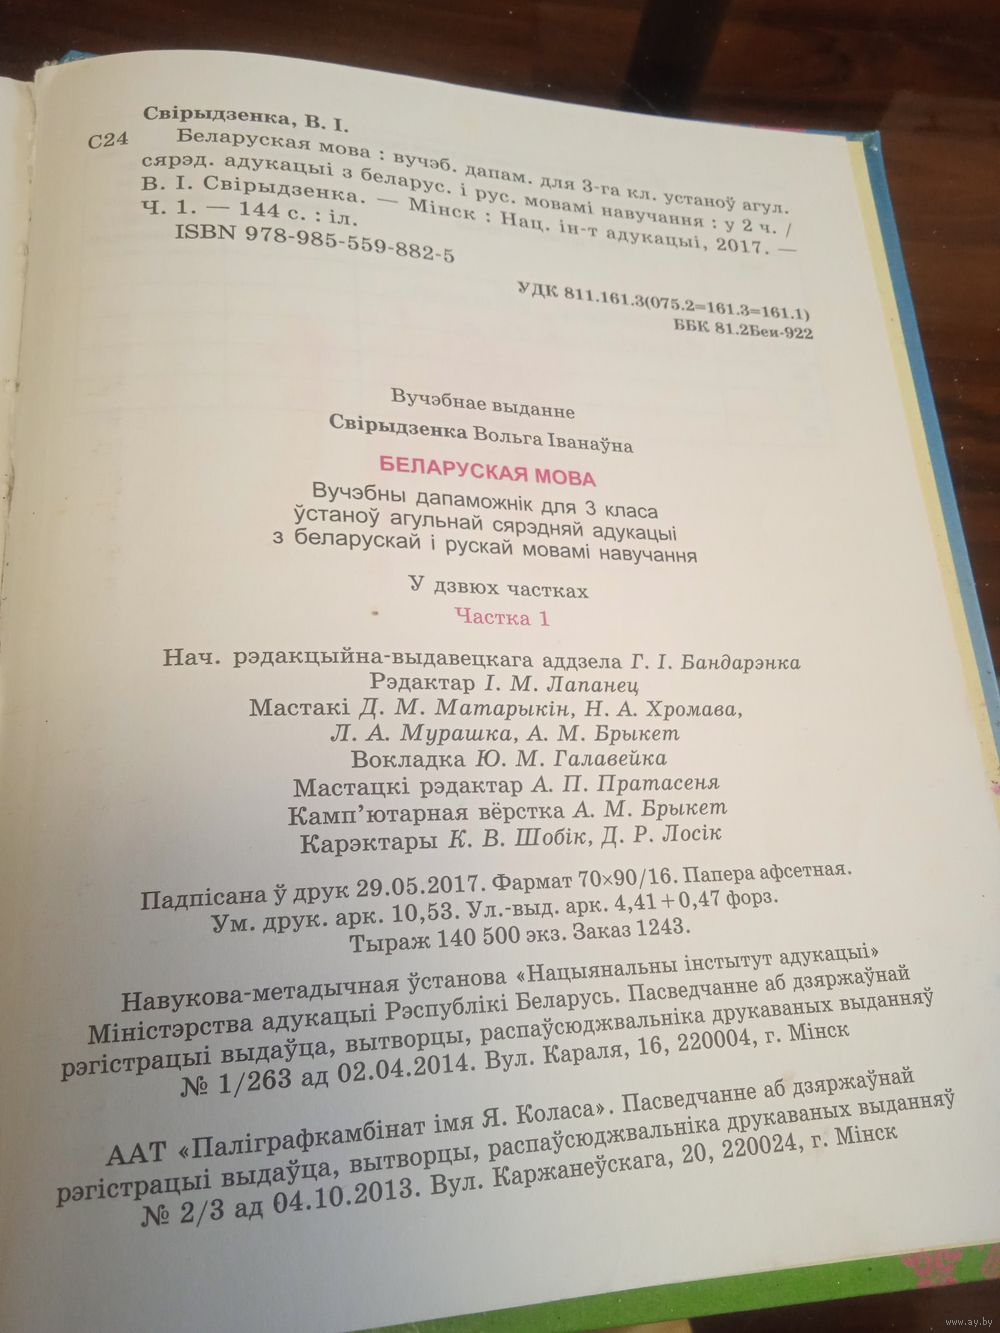 Свірыдзенка, В. І.
С24
Беларуская мова : вучэб. дапам. для 3-га кл. устаноў агул.
сярэд. адукацыі з беларус. і рус. мовамі навучання : у 2 ч. /
В. І. Свірыдзенка. — Мінск : Нац. ін-т адукацыі, 2017. —
Ч. 1. — 144 с. : іл.
ISBN 978-985-559-882-5
УДК 811.161.3(075.2=161.3=161.1)
ББК 81.2Беи-922
Вучэбнае выданне
Свірыдзенка Вольга Іванаўна
БЕЛАРУСКАЯ МОВА
Вучэбны дапаможнік для 3 класа
ўстаноў агульнай сярэдняй адукацыі
з беларускай і рускай мовамі навучання
У дзвюх частках
Частка 1
Нач. рэдакцыйна-выдавецкага аддзела Г. І. Бандарэнка
Рэдактар І. М. Лапанец
Мастакі Д. М. Матарыкін, Н. А. Хромава,
Л. А. Мурашка, А. М. Брыкет
Вокладка Ю. М. Галавейка
Мастацкі рэдактар А. П. Пратасеня
Камп’ютарная вёрстка А. М. Брыкет
Карэктары К. В. Шобік, Д. Р. Лосік
Падпісана ў друк 29.05.2017. Фармат 70×90/16. Папера афсетная.
Ум. друк. арк. 10,53. Ул.-выд. арк. 4,41 + 0,47 форз.
Тыраж 140 500 экз. Заказ 1243.
Навукова-метадычная ўстанова «Нацыянальны інстытут адукацыі»
Міністэрства адукацыі Рэспублікі Беларусь. Пасведчанне аб дзяржаўнай
рэгістрацыі выдаўца, вытворцы, распаўсюджвальніка друкаваных выданняў
№ 1/263 ад 02.04.2014. Вул. Караля, 16, 220004, г. Мінск
ААТ «Паліграфкамбінат імя Я. Коласа». Пасведчанне аб дзяржаўнай
рэгістрацыі выдаўца, вытворцы, распаўсюджвальніка друкаваных выданняў
№ 2/3 ад 04.10.2013. Вул. Каржанеўскага, 20, 220024, г. Мінск
www.ay.by